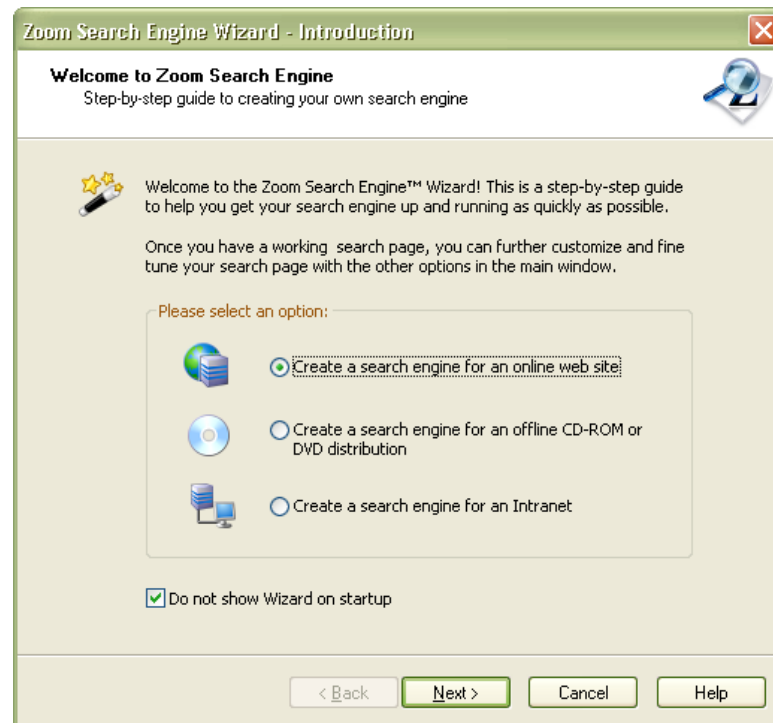 Zoom Search Engine Wizard - Introduction
Welcome to Zoom Search Engine
Step-by-step guide to creating your own search engine
Welcome to the Zoom Search Engine™ Wizard! This is a step-by-step guide
to help you get your search engine up and running as quickly as possible.
Once you have a working search page, you can further customize and fine
tune your search page with the other options in the main window.
Please select an option:
Create a search engine for an online web site
Create a search engine for an offline CD-ROM or
DVD distribution
Create a search engine for an Intranet
Do not show Wizard on startup
< Back Next > Cancel Help